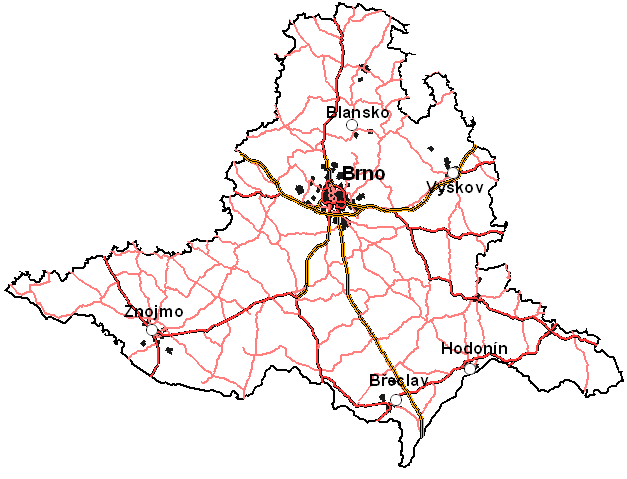 Blansko
Brno
Vyškov
Znojmo
Hodonín
Břeclav